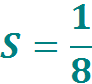 S = 1/8